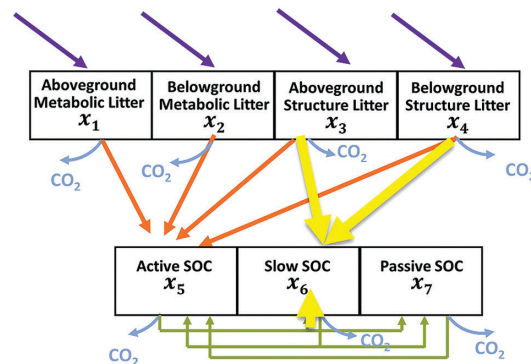 Aboveground Belowground Aboveground Belowground
Metabolic Litter Metabolic Litter Structure Litter Structure Litter
x₁ x₂ x₃ x₄
CO₂ CO₂ CO₂ CO₂
Active SOC Slow SOC Passive SOC
x₅ x₆ x₇
CO₂ CO₂ CO₂